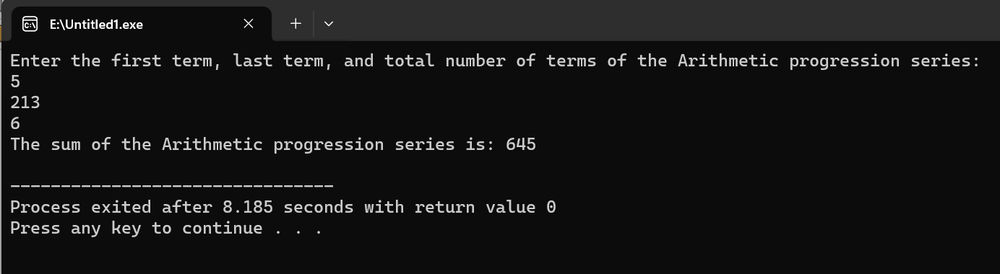 E:\Untitled1.exe
Enter the first term, last term, and total number of terms of the Arithmetic progression series:
5
213
6
The sum of the Arithmetic progression series is: 645
--------------------------------
Process exited after 8.185 seconds with return value 0
Press any key to continue . . .